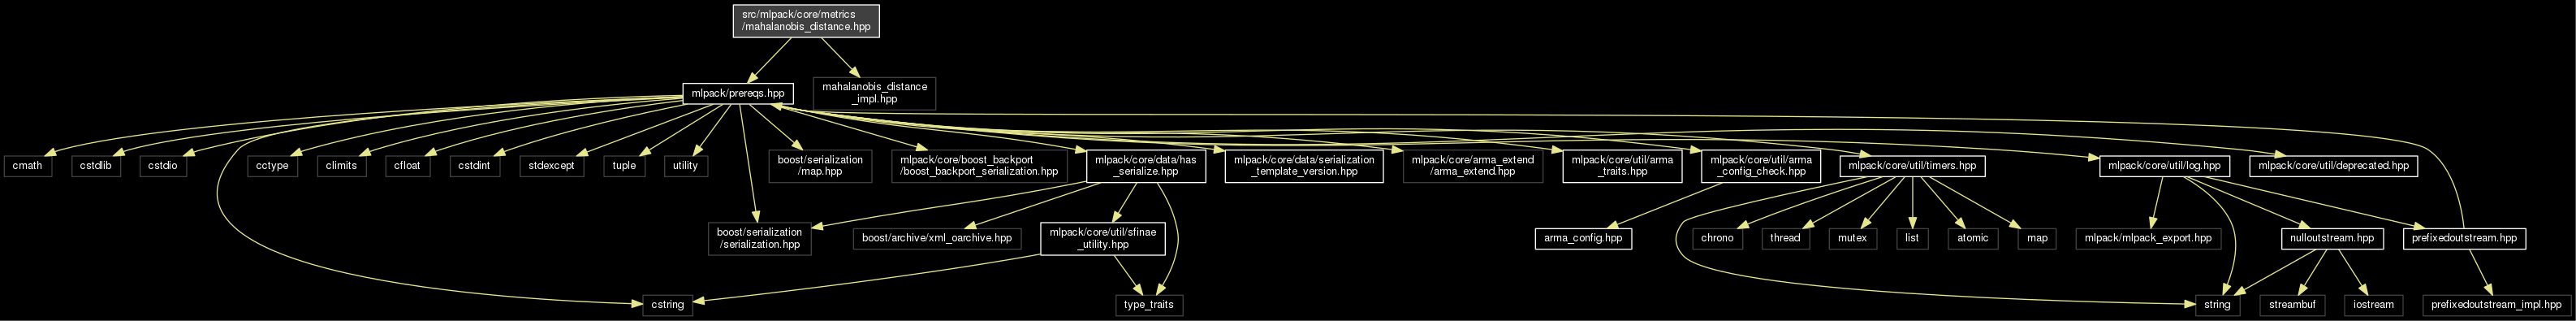 src/mlpack/core/metrics
/mahalanobis_distance.hpp
mlpack/prereqs.hpp
mahalanobis_distance
_impl.hpp
cmath
cstdlib
cstdio
cctype
climits
cfloat
cstdint
stdexcept
tuple
utility
boost/serialization
/map.hpp
mlpack/core/boost_backport
/boost_backport_serialization.hpp
mlpack/core/data/has
_serialize.hpp
mlpack/core/data/serialization
_template_version.hpp
mlpack/core/arma_extend
/arma_extend.hpp
mlpack/core/util/arma
_traits.hpp
mlpack/core/util/arma
_config_check.hpp
mlpack/core/util/timers.hpp
mlpack/core/util/log.hpp
mlpack/core/util/deprecated.hpp
boost/serialization
/serialization.hpp
boost/archive/xml_oarchive.hpp
mlpack/core/util/sfinae
_utility.hpp
arma_config.hpp
chrono
thread
mutex
list
atomic
map
mlpack/mlpack_export.hpp
nulloutstream.hpp
prefixedoutstream.hpp
cstring
type_traits
string
streambuf
iostream
prefixedoutstream_impl.hpp